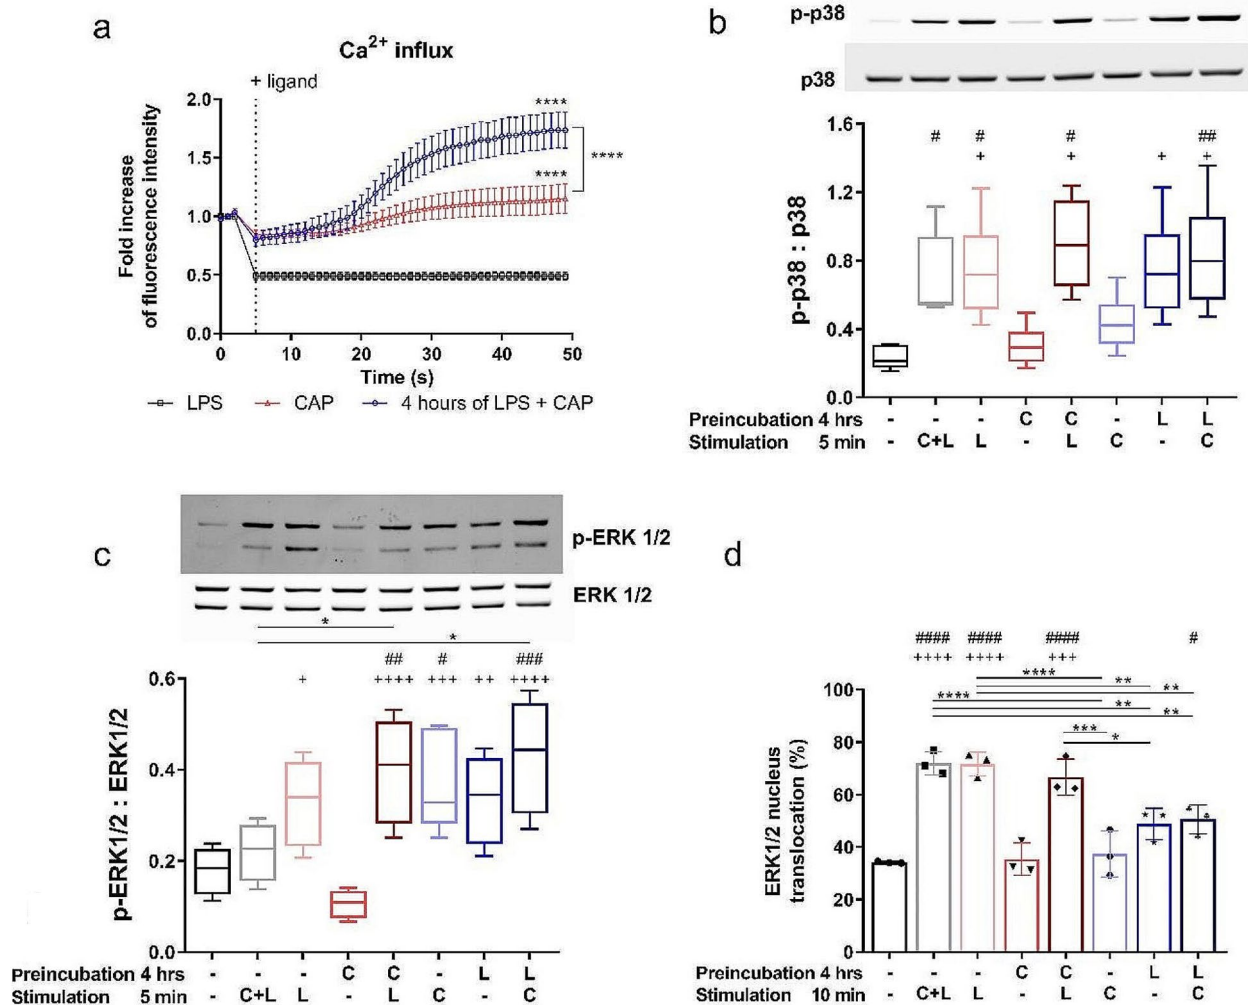 a
Ca2+ influx
+ ligand
Fold increase
of fluorescence intensity
2.0
1.5
1.0
0.5
0.0
****
****
****
0 10 20 30 40 50
Time (s)
LPS CAP 4 hours of LPS + CAP
b
p-p38
p38
p-p38 : p38
1.6
1.2
0.8
0.4
0.0
# # # ##
+ + + +
Preincubation 4 hrs - - - C C - L L
Stimulation 5 min - C+L L - L C - C
c
p-ERK 1/2
ERK 1/2
*
*
## # ###
+ ++++ +++ ++ ++++
p-ERK1/2 : ERK1/2
0.6
0.4
0.2
0.0
Preincubation 4 hrs - - - C C - L L
Stimulation 5 min - C+L L - L C - C
d
#### #### #### #
++++ ++++ +++
****
**
**
****
**
**
***
*
ERK1/2 nucleus
translocation (%)
100
80
60
40
20
0
Preincubation 4 hrs - - - C C - L L
Stimulation 10 min - C+L L - L C - C